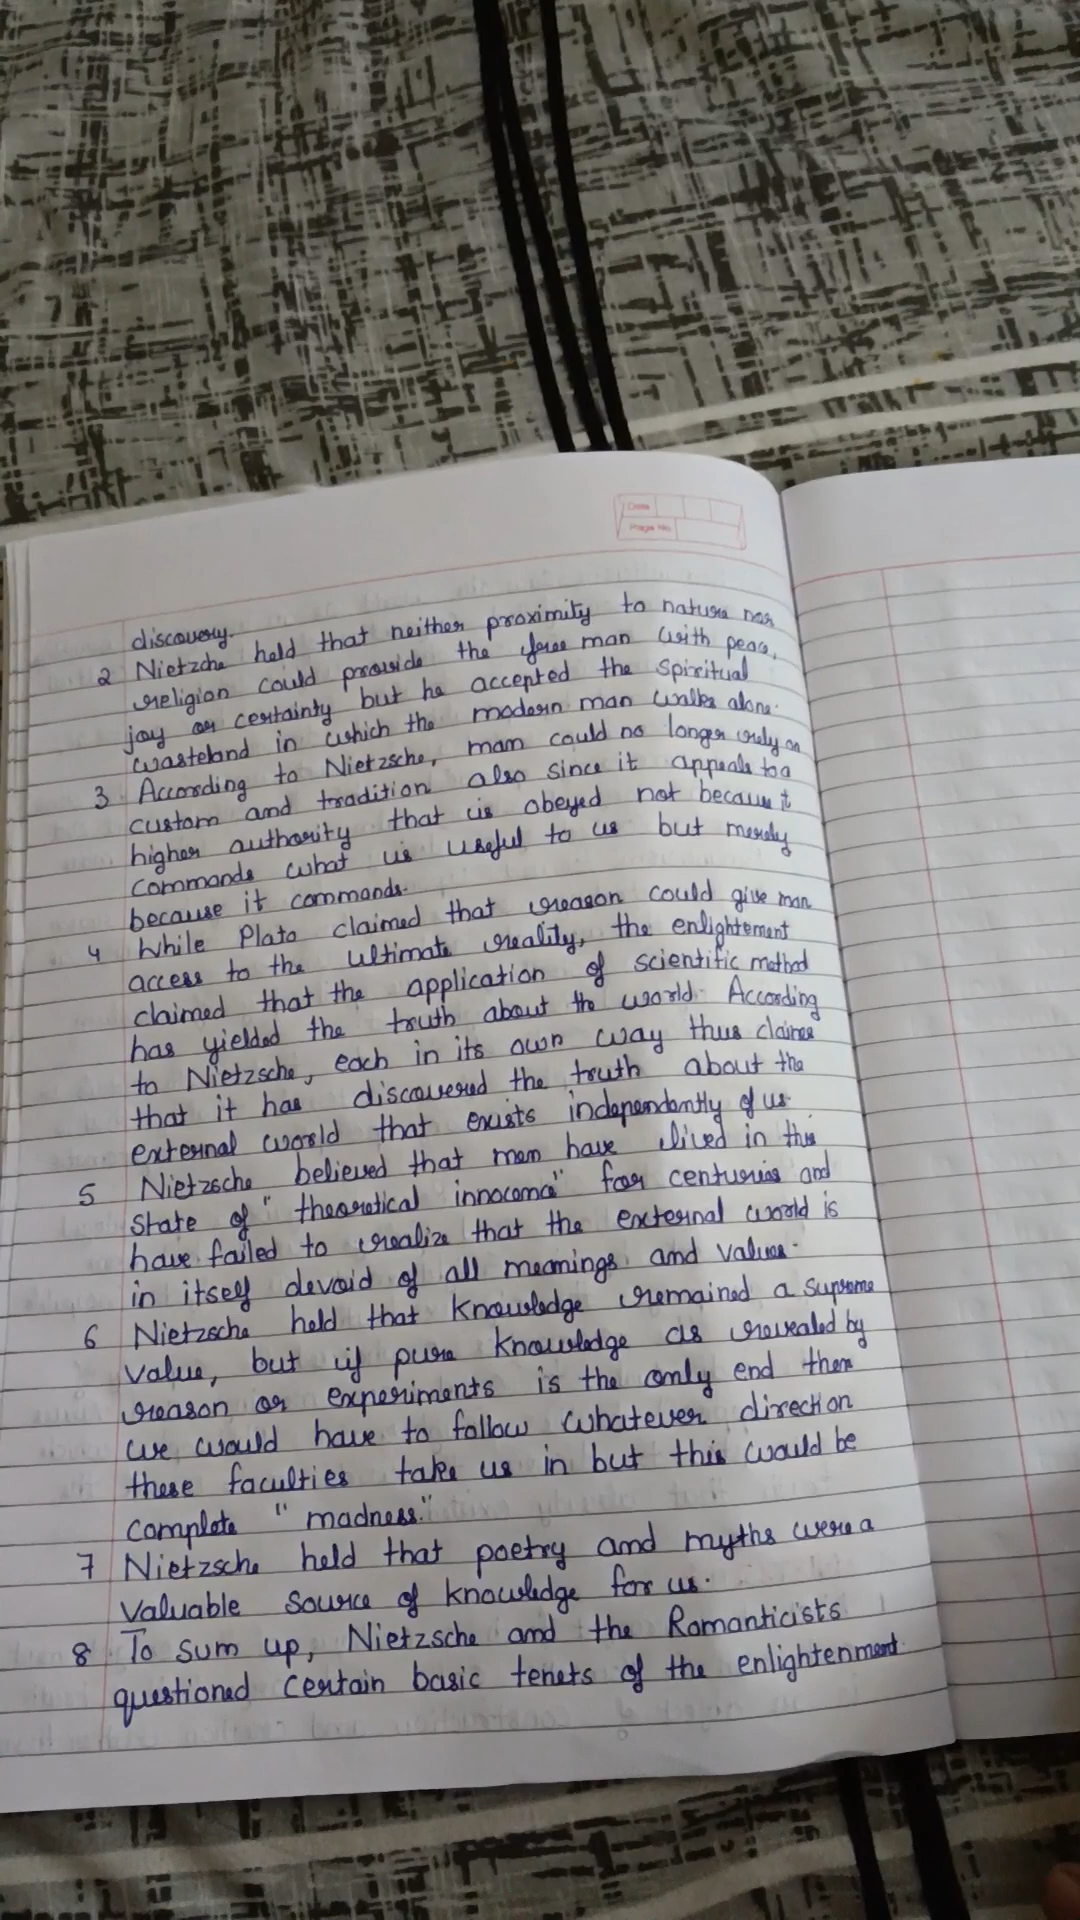 Date
Page No
discovery.
2 Nietzche held that neither proximity to nature nor
religion could provide the free man with peace,
joy or certainty but he accepted the spiritual
wasteland in which the modern man walks alone.
3 According to Nietzsche, man could no longer rely on
custom and tradition also since it appeals to a
higher authority that is obeyed not because it
commands what is useful to us but merely
because it commands.
4 While Plato claimed that reason could give man
access to the ultimate reality, the enlightement
claimed that the application of scientific method
has yielded the truth about the world. According
to Nietzsche, each in its own way thus claims
that it has discovered the truth about the
external world that exists independently of us.
5 Nietzsche believed that men have lived in this
state of "theoretical innocence" for centuries and
have failed to realize that the external world is
in itself devoid of all meanings and values.
6 Nietzsche held that knowledge remained a supreme
value, but if pure knowledge as revealed by
reason or experiments is the only end then
we would have to follow whatever direction
these faculties take us in but this would be
complete "madness."
7 Nietzsche held that poetry and myths were a
valuable source of knowledge for us.
8 To sum up, Nietzsche and the Romanticists
questioned certain basic tenets of the enlightenment.